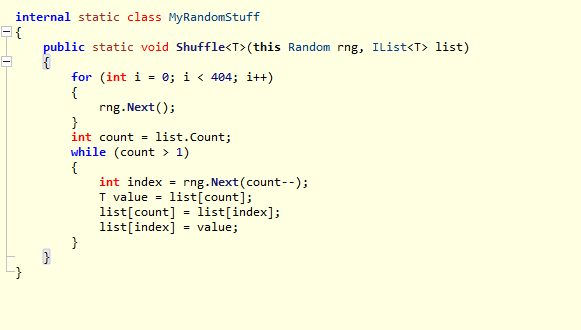 internal static class MyRandomStuff
{
    public static void Shuffle<T>(this Random rng, IList<T> list)
    {
        for (int i = 0; i < 404; i++)
        {
            rng.Next();
        }
        int count = list.Count;
        while (count > 1)
        {
            int index = rng.Next(count--);
            T value = list[count];
            list[count] = list[index];
            list[index] = value;
        }
    }
}